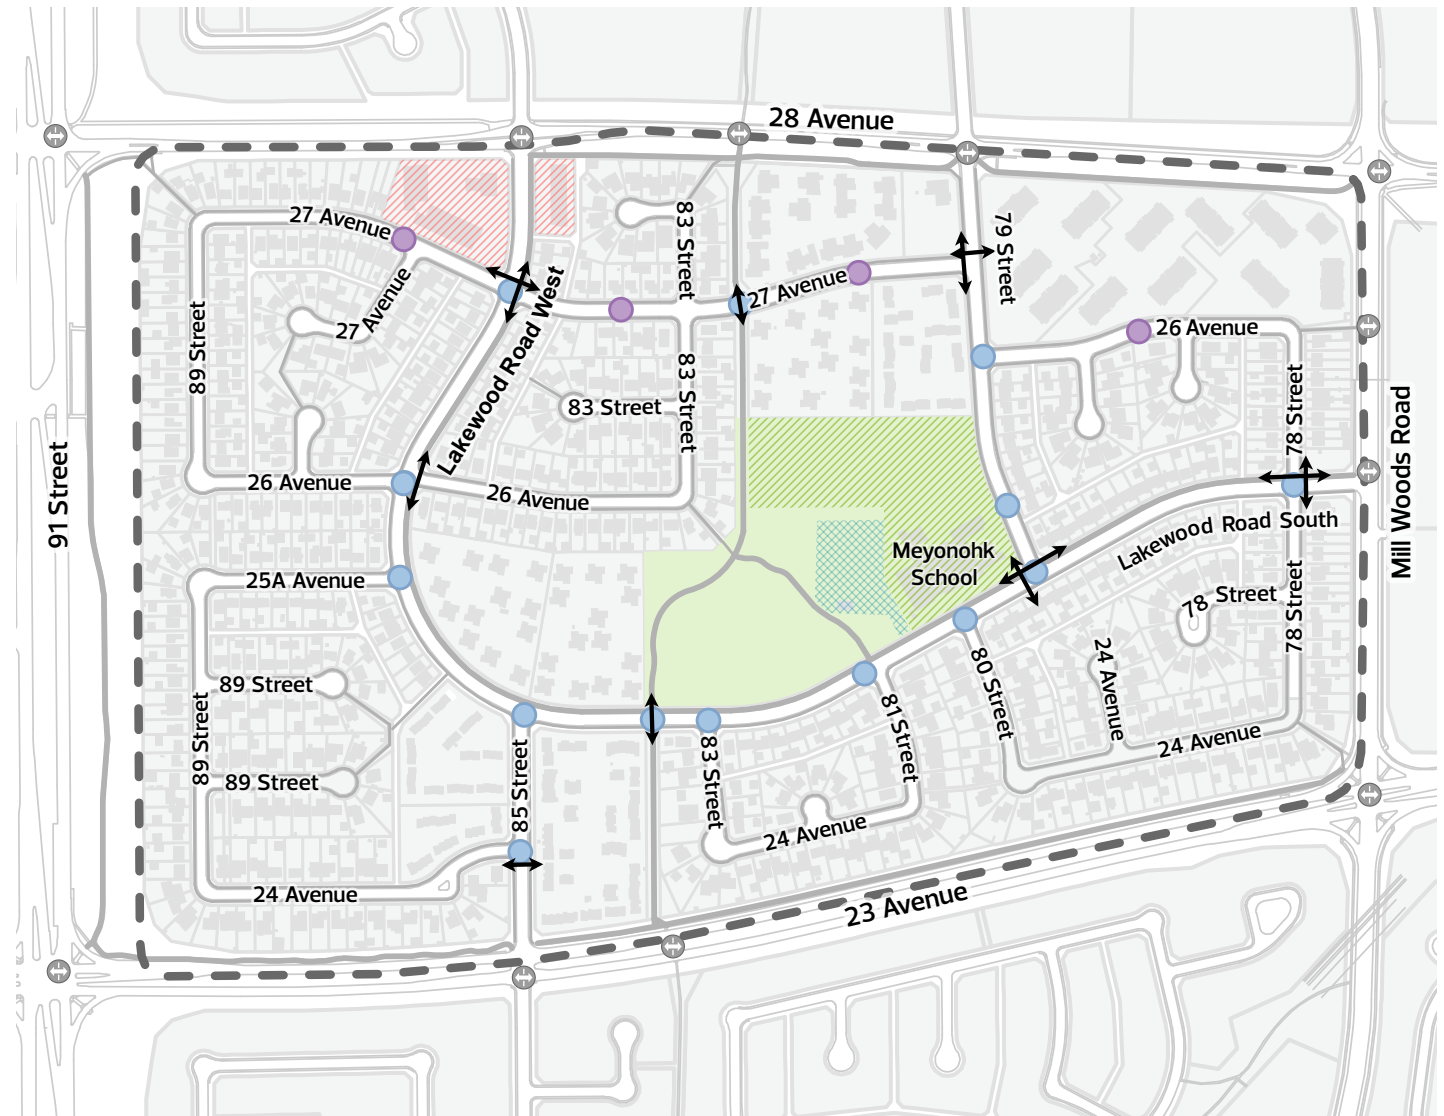 28 Avenue
27 Avenue
83 Street
79 Street
27 Avenue
27 Avenue
89 Street
Lakewood Road West
26 Avenue
83 Street
83 Street
78 Street
Mill Woods Road
91 Street
26 Avenue
26 Avenue
Lakewood Road South
Meyonohk
School
25A Avenue
78 Street
78 Street
80 Street
24 Avenue
89 Street
89 Street
81 Street
24 Avenue
85 Street
83 Street
89 Street
24 Avenue
24 Avenue
23 Avenue